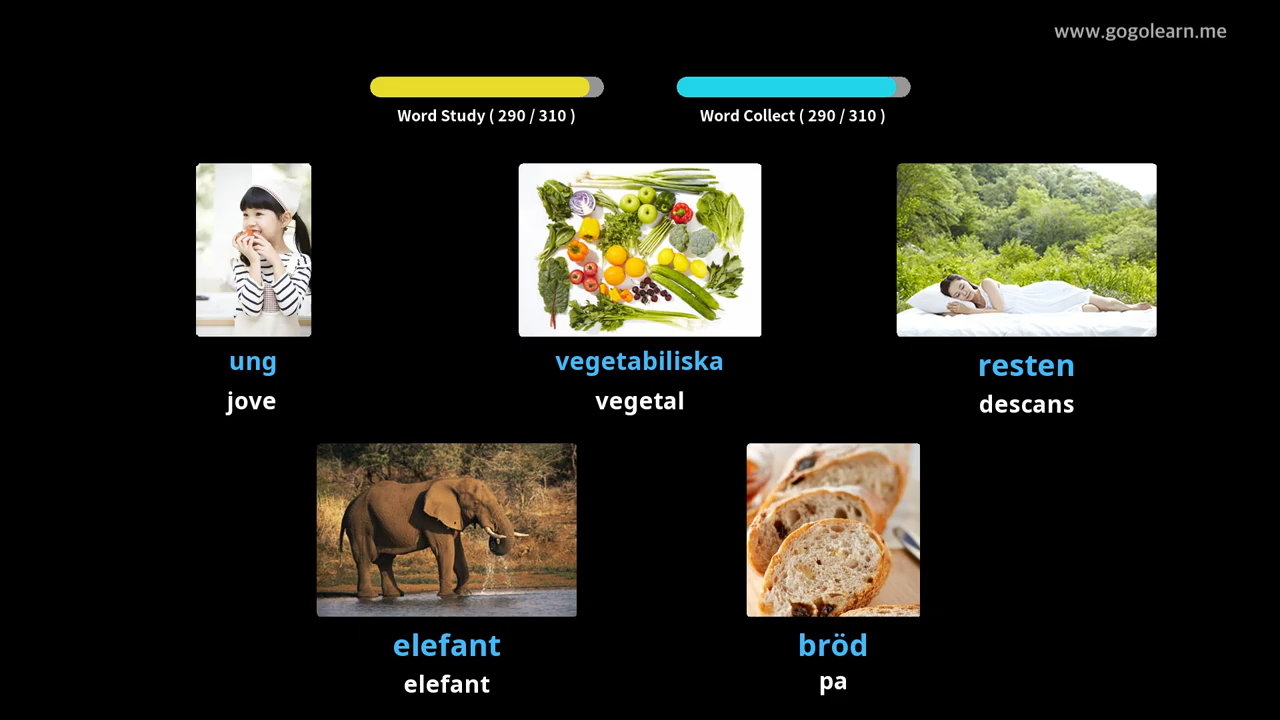 www.gogolearn.me
Word Study ( 290 / 310 )
Word Collect ( 290 / 310 )
ung
jove
vegetabiliska
vegetal
resten
descans
elefant
elefant
bröd
pa